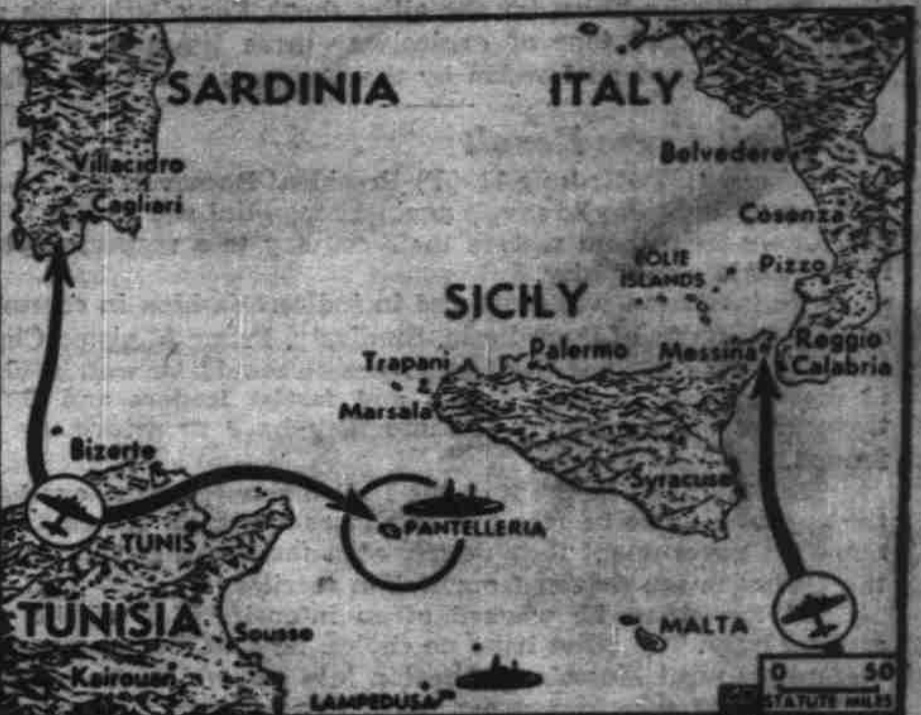 SARDINIA
ITALY
Villacidro
Belvedere
Cagliari
Cosenza
EOLIE
ISLANDS
Pizzo
SICILY
Trapani
Palermo
Messina
Reggio
Calabria
Marsala
Bizerte
Syracuse
PANTELLERIA
TUNIS
TUNISIA
Sousse
MALTA
Kairouan
LAMPEDUSA
0 50
STATUTE MILES